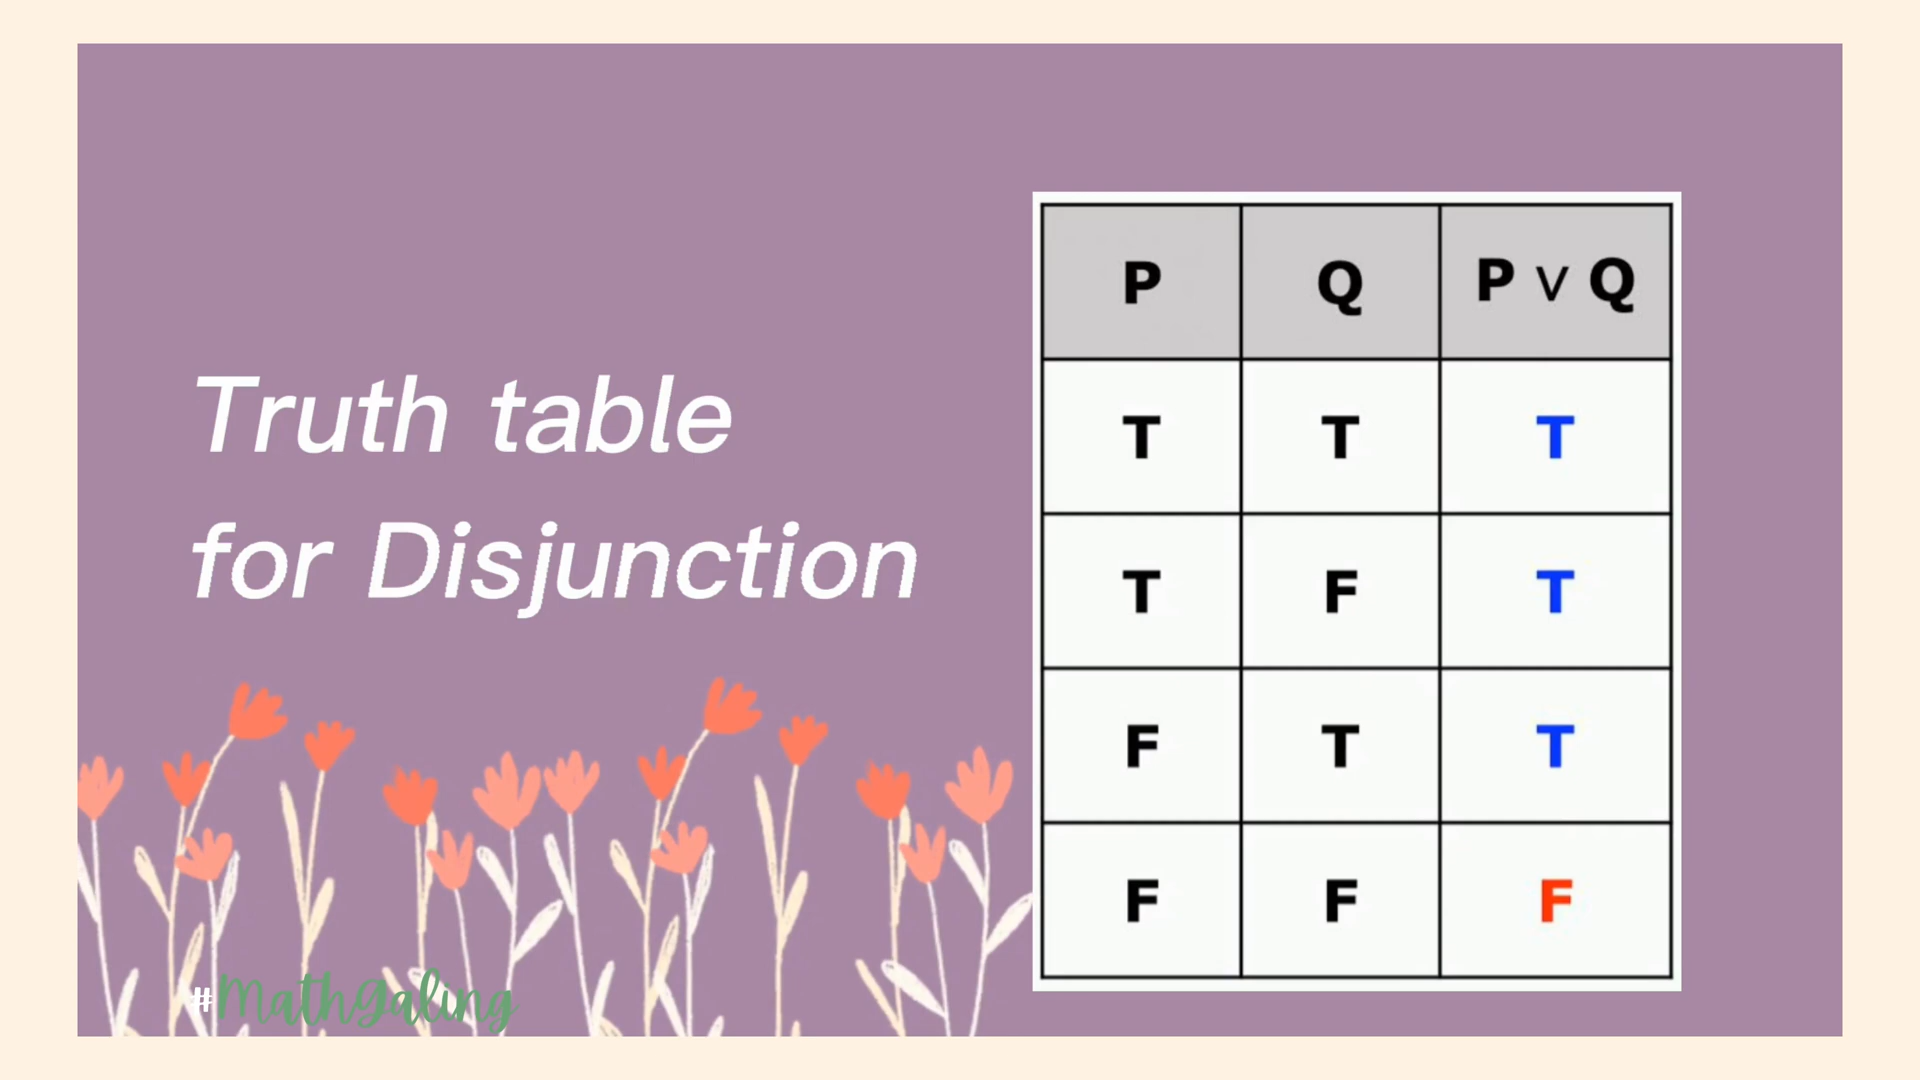 Truth table
for Disjunction
P Q P ∨ Q
T T T
T F T
F T T
F F F
#MathGaling